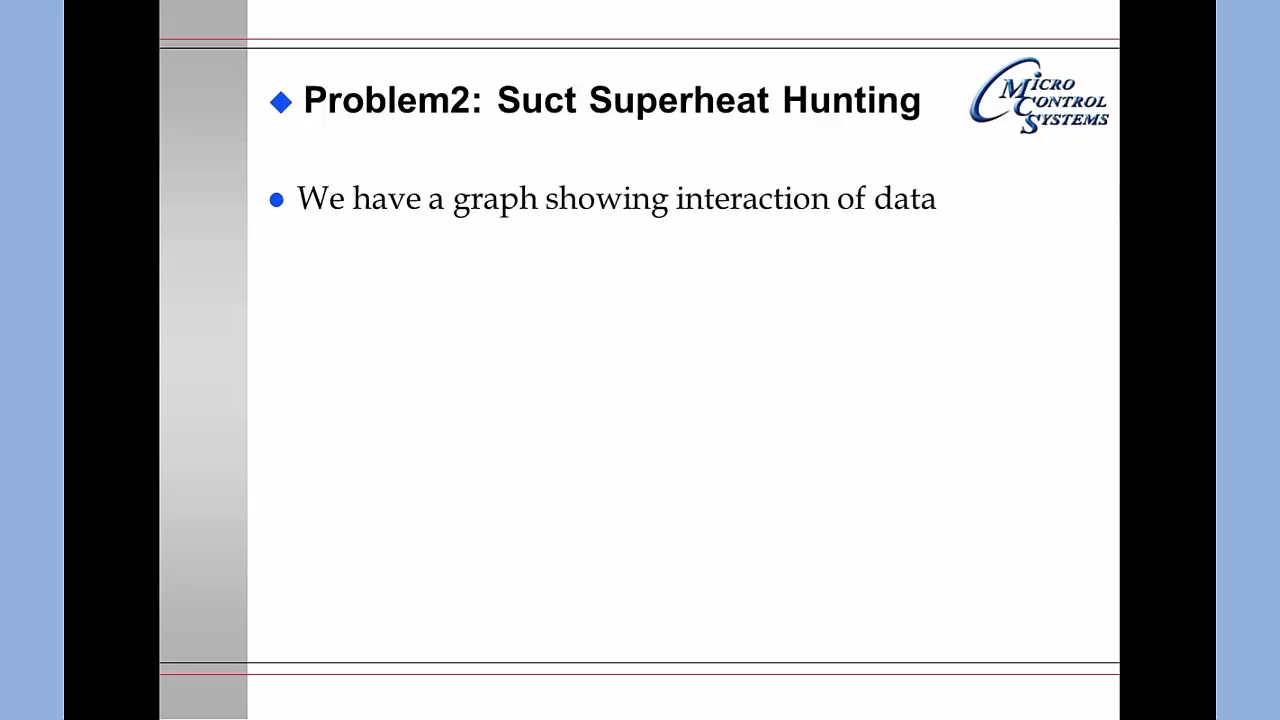 Problem2: Suct Superheat Hunting
MICRO
CONTROL
SYSTEMS
We have a graph showing interaction of data